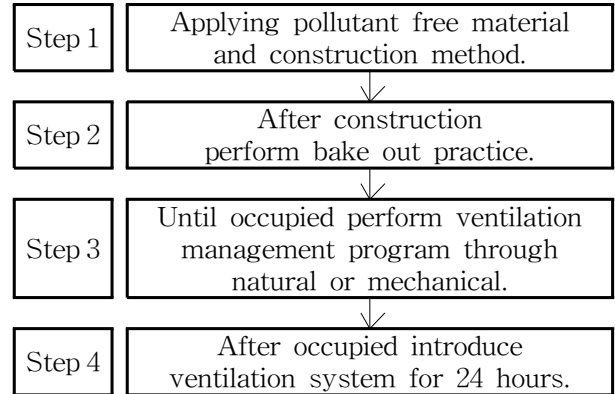 Step 1
Applying pollutant free material
and construction method.
Step 2
After construction
perform bake out practice.
Step 3
Until occupied perform ventilation
management program through
natural or mechanical.
Step 4
After occupied introduce
ventilation system for 24 hours.